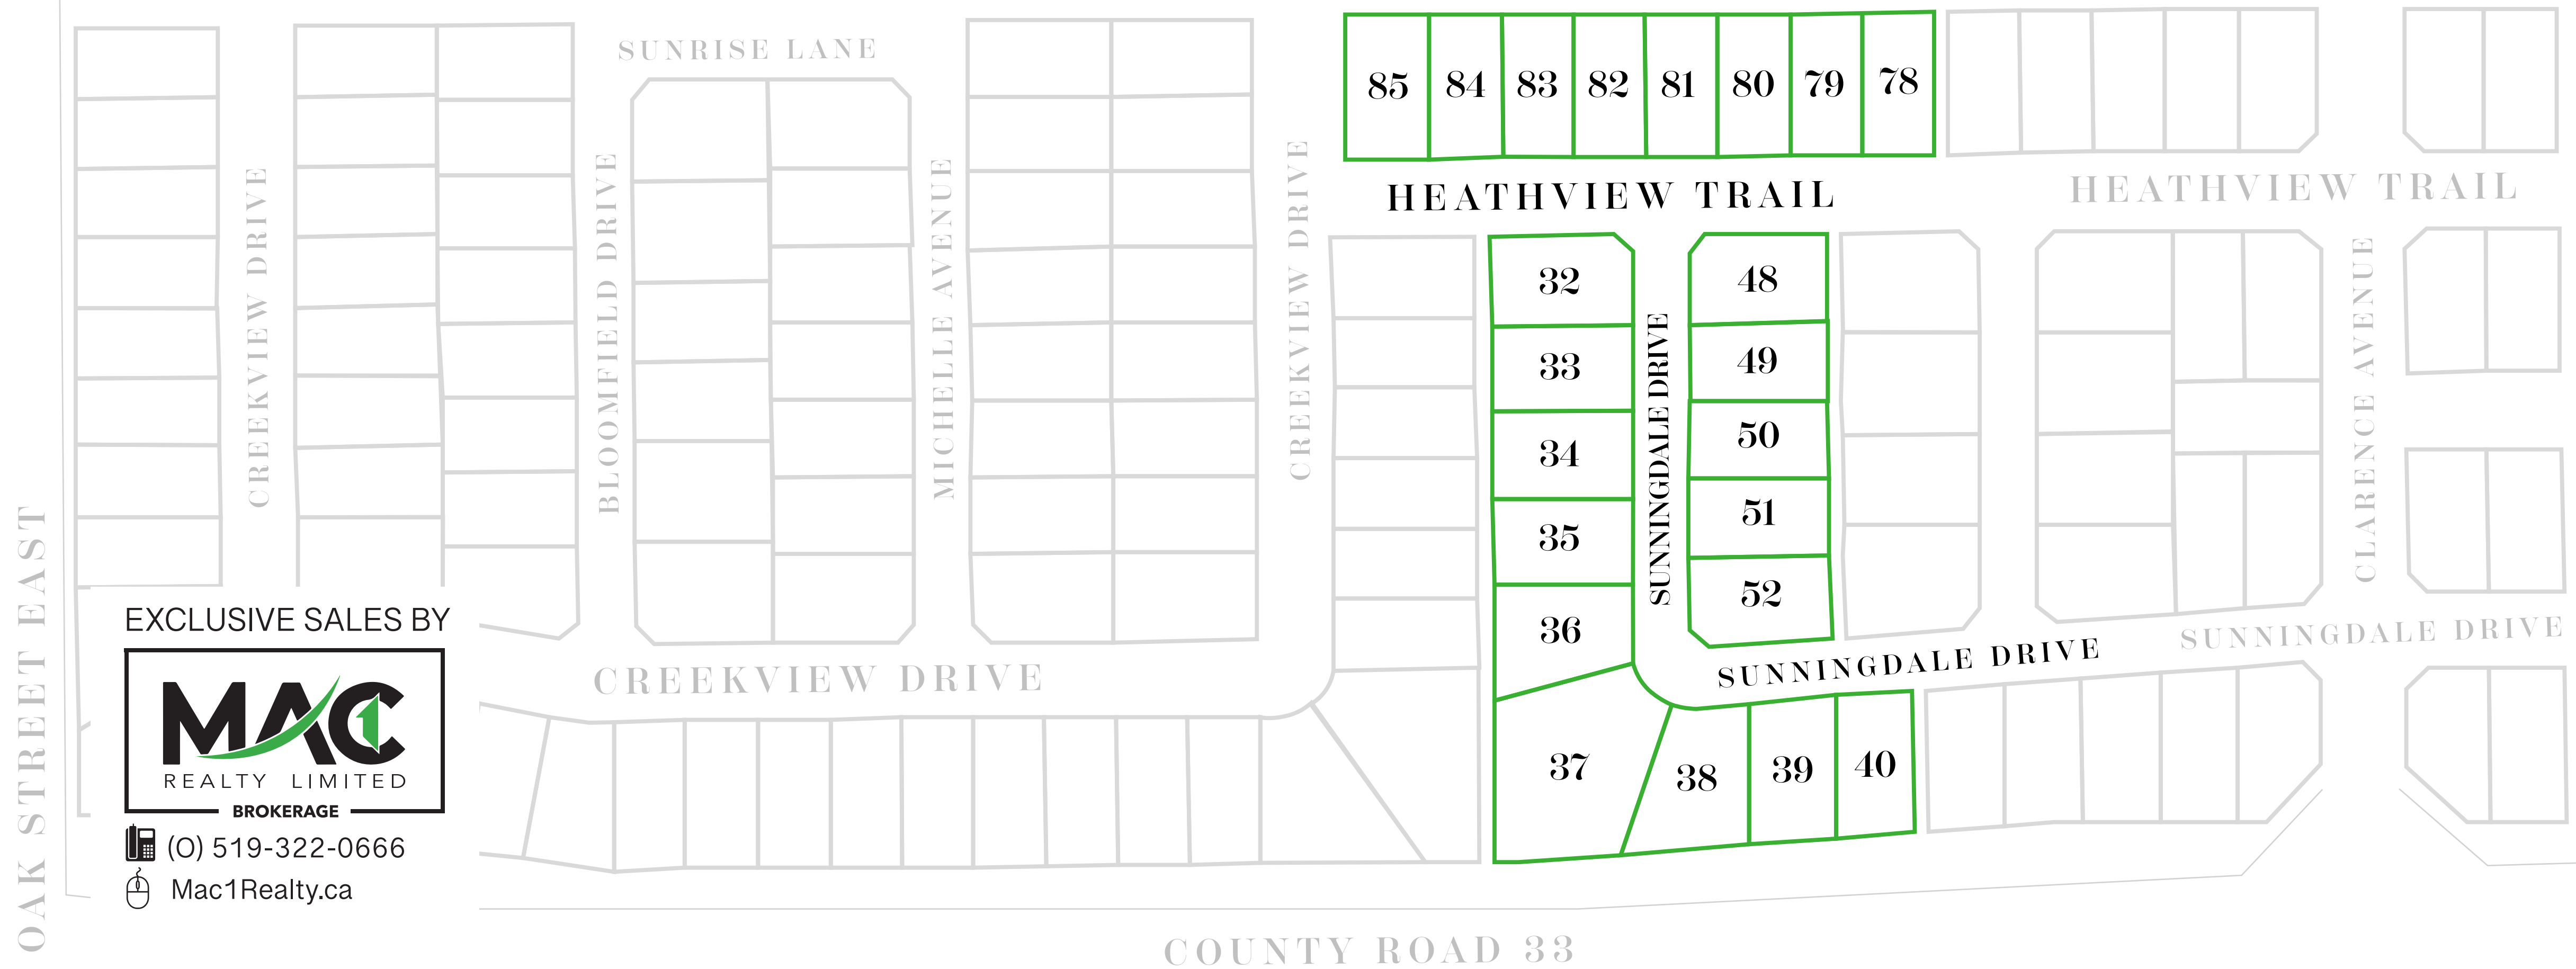 SUNRISE LANE
85 84 83 82 81 80 79 78
HEATHVIEW TRAIL
HEATHVIEW TRAIL
CREEKVIEW DRIVE
BLOOMFIELD DRIVE
MICHELLE AVENUE
CREEKVIEW DRIVE
32
33
34
35
36
37
38
39
40
SUNNINGDALE DRIVE
48
49
50
51
52
CLARENCE AVENUE
SUNNINGDALE DRIVE
SUNNINGDALE DRIVE
CREEKVIEW DRIVE
OAK STREET EAST
EXCLUSIVE SALES BY
MAC 1
REALTY LIMITED
BROKERAGE
(O) 519-322-0666
Mac1Realty.ca
COUNTY ROAD 33